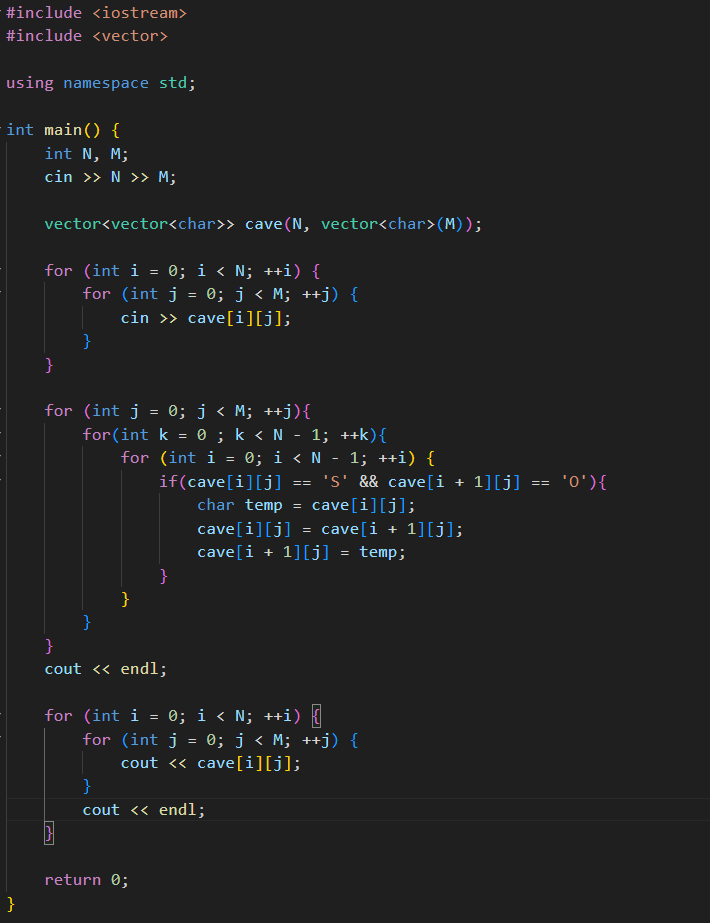 #include <iostream>
#include <vector>

using namespace std;

int main() {
    int N, M;
    cin >> N >> M;

    vector<vector<char>> cave(N, vector<char>(M));

    for (int i = 0; i < N; ++i) {
        for (int j = 0; j < M; ++j) {
            cin >> cave[i][j];
        }
    }

    for (int j = 0; j < M; ++j){
        for(int k = 0 ; k < N - 1; ++k){
            for (int i = 0; i < N - 1; ++i) {
                if(cave[i][j] == 'S' && cave[i + 1][j] == 'O'){
                    char temp = cave[i][j];
                    cave[i][j] = cave[i + 1][j];
                    cave[i + 1][j] = temp;
                }
            }
        }
    }
    cout << endl;

    for (int i = 0; i < N; ++i) {
        for (int j = 0; j < M; ++j) {
            cout << cave[i][j];
        }
        cout << endl;
    }

    return 0;
}